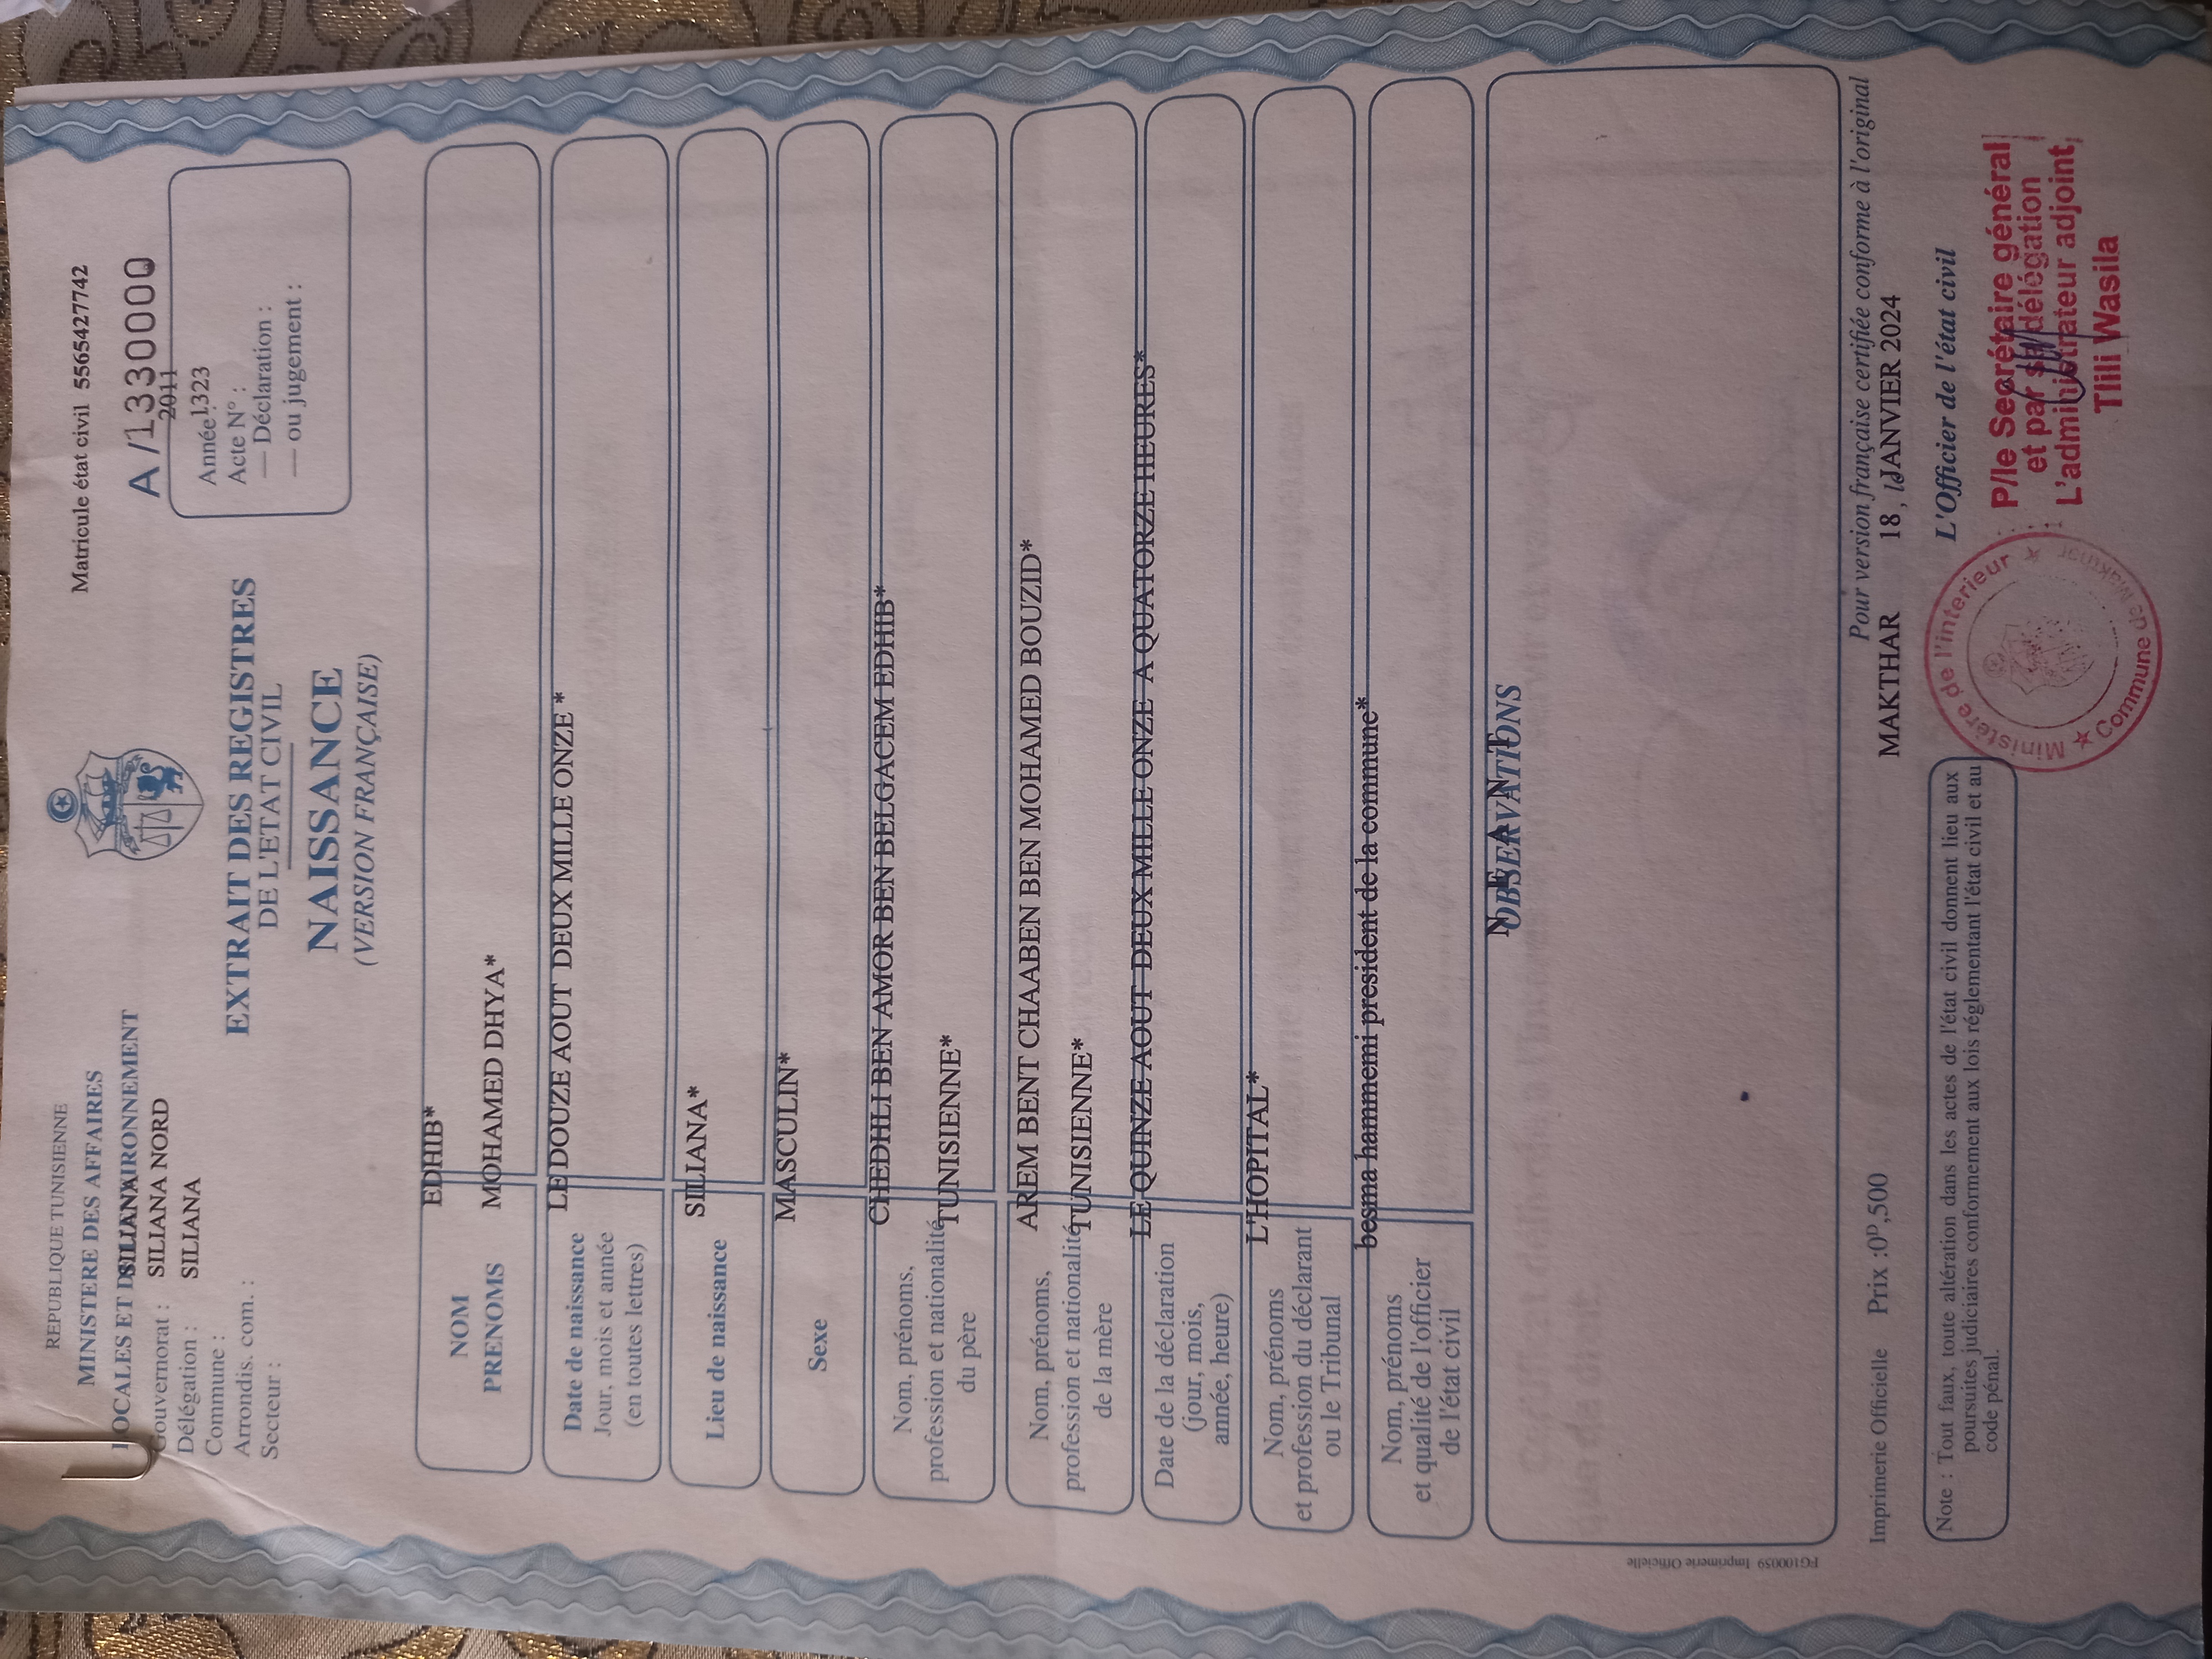 REPUBLIQUE TUNISIENNE
MINISTERE DES AFFAIRES
LOCALES ET DE L'ENVIRONNEMENT
SILIANA
Gouvernorat : SILIANA NORD
Délégation : SILIANA
Commune :
Arrondis. com. :
Secteur :
Matricule état civil 5565427742
A /1330000
2011
Année 1323
Acte N° :
— Déclaration :
— ou jugement :
EXTRAIT DES REGISTRES
DE L'ETAT CIVIL
NAISSANCE
(VERSION FRANÇAISE)
NOM EDHIB*
PRENOMS MOHAMED DHYA*
Date de naissance LE DOUZE AOUT DEUX MILLE ONZE *
Jour, mois et année
(en toutes lettres)
Lieu de naissance SILIANA*
Sexe MASCULIN*
Nom, prénoms, CHEDHLI BEN AMOR BEN BELGACEM EDHIB*
profession et nationalité TUNISIENNE*
du père
Nom, prénoms, AREM BENT CHAABEN BEN MOHAMED BOUZID*
profession et nationalité TUNISIENNE*
de la mère
Date de la déclaration LE QUINZE AOUT DEUX MILLE ONZE A QUATORZE HEURES*
(jour, mois,
année, heure)
Nom, prénoms L'HOPITAL*
et profession du déclarant
ou le Tribunal
Nom, prénoms besma hammemi president de la commune*
et qualité de l'officier
de l'état civil
N E A N T
OBSERVATIONS
FG100059 Imprimerie Officielle
Imprimerie Officielle Prix :0ᴰ,500
Pour version française certifiée conforme à l'original
MAKTHAR 18 , le JANVIER 2024
L'Officier de l'état civil
Note : Tout faux, toute altération dans les actes de l'état civil donnent lieu aux
poursuites judiciaires conformement aux lois réglementant l'état civil et au
code pénal.
Ministère de l'interieur ★ Commune de Makthar ★
P/le Secrétaire général
et par sa délégation
L'administrateur adjoint
Tlili Wasila